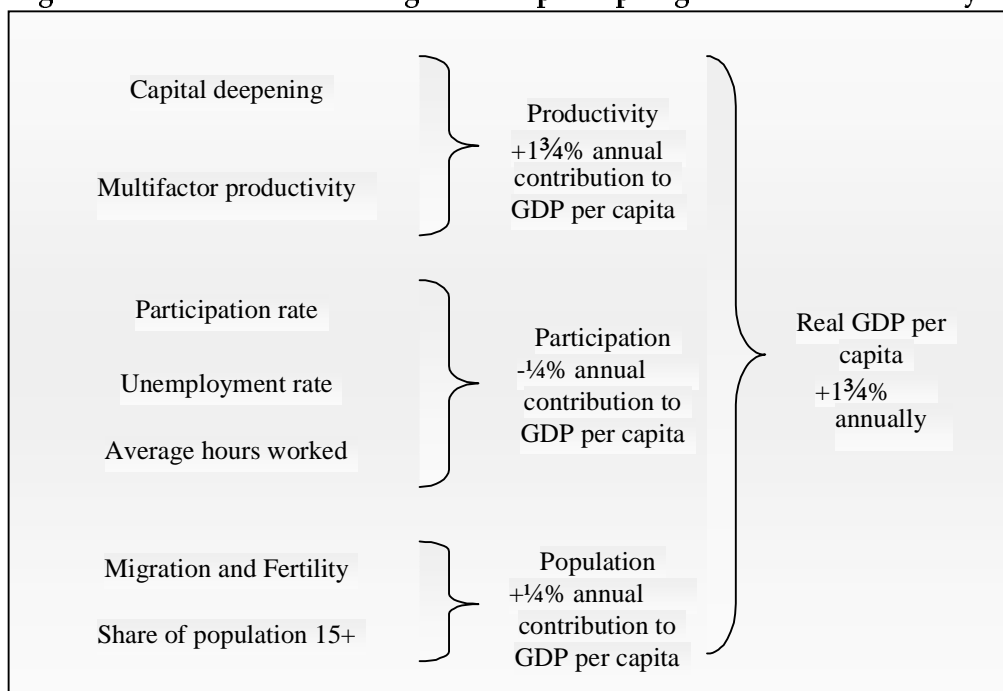 Capital deepening
Multifactor productivity
Productivity
+1¾% annual
contribution to
GDP per capita
Participation rate
Unemployment rate
Average hours worked
Participation
-¼% annual
contribution to
GDP per capita
Migration and Fertility
Share of population 15+
Population
+¼% annual
contribution to
GDP per capita
Real GDP per
capita
+1¾%
annually